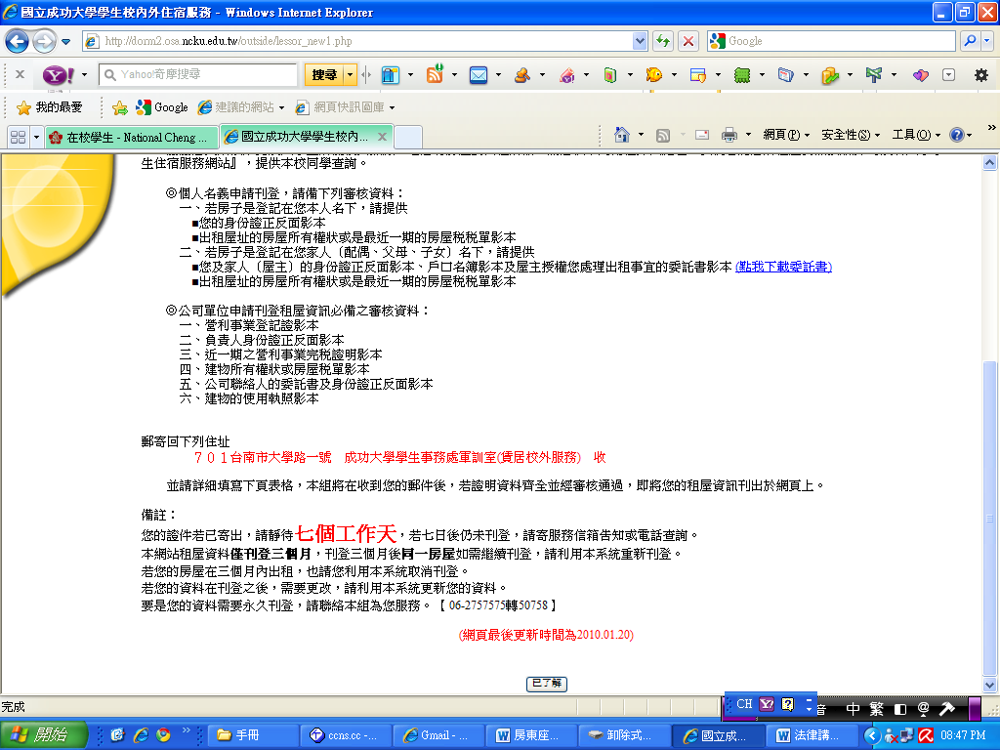 國立成功大學學生校內外住宿服務 - Windows Internet Explorer
http://dorm2.osa.ncku.edu.tw/outside/lessor_new1.php
Google
Yahoo!奇摩搜尋
搜尋
我的最愛
Google
建議的網站
網頁快訊圖庫
在校學生 - National Cheng ...
國立成功大學學生校內...
網頁(P)
安全性(S)
工具(O)
生住宿服務網站』，提供本校同學查詢。
◎個人名義申請刊登，請備下列審核資料：
一、若房子是登記在您本人名下，請提供
■您的身份證正反面影本
■出租屋址的房屋所有權狀或是最近一期的房屋稅稅單影本
二、若房子是登記在您家人〔配偶、父母、子女〕名下，請提供
■您及家人〔屋主〕的身份證正反面影本、戶口名簿影本及屋主授權您處理出租事宜的委託書影本 (點我下載委託書)
■出租屋址的房屋所有權狀或是最近一期的房屋稅稅單影本
◎公司單位申請刊登租屋資訊必備之審核資料：
一、營利事業登記證影本
二、負責人身份證正反面影本
三、近一期之營利事業完稅證明影本
四、建物所有權狀或房屋稅單影本
五、公司聯絡人的委託書及身份證正反面影本
六、建物的使用執照影本
郵寄回下列住址
７０１台南市大學路一號　成功大學學生事務處軍訓室(賃居校外服務)　收
並請詳細填寫下頁表格，本組將在收到您的郵件後，若證明資料齊全並經審核通過，即將您的租屋資訊刊出於網頁上。
備註：
您的證件若已寄出，請靜待七個工作天，若七日後仍未刊登，請寄服務信箱告知或電話查詢。
本網站租屋資料僅刊登三個月，刊登三個月後同一房屋如需繼續刊登，請利用本系統重新刊登。
若您的房屋在三個月內出租，也請您利用本系統取消刊登。
若您的資料在刊登之後，需要更改，請利用本系統更新您的資料。
要是您的資料需要永久刊登，請聯絡本組為您服務。【 06-2757575轉50758】
(網頁最後更新時間為2010.01.20)
已了解
完成
CH
音 中 繁
開始
手冊
ccns.cc -...
Gmail - ...
房東座...
卸除式...
國立成...
法律講...
08:47 PM